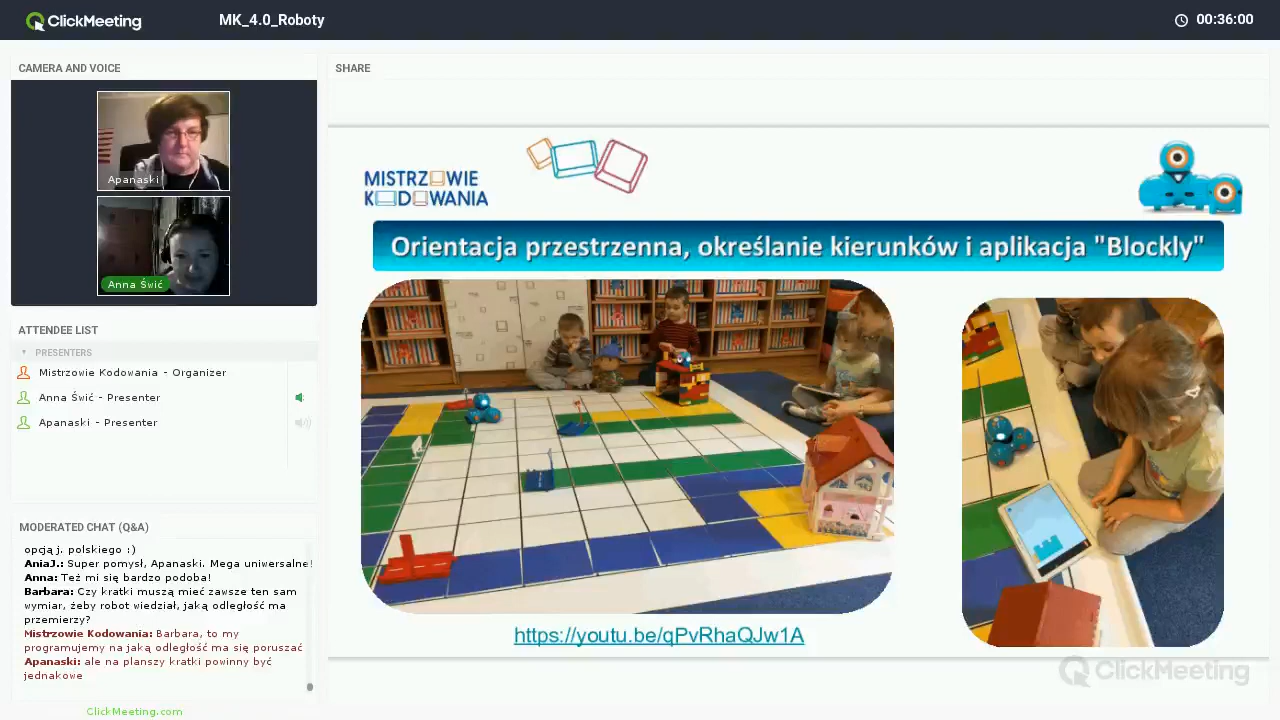 ClickMeeting
MK_4.0_Roboty
00:36:00
CAMERA AND VOICE
Apanaski
Anna Świć
ATTENDEE LIST
PRESENTERS
Mistrzowie Kodowania - Organizer
Anna Świć - Presenter
Apanaski - Presenter
MODERATED CHAT (Q&A)
opcją j. polskiego :)
AniaJ.: Super pomysł, Apanaski. Mega uniwersalne!
Anna: Też mi się bardzo podoba!
Barbara: Czy kratki muszą mieć zawsze ten sam
wymiar, żeby robot wiedział, jaką odległość ma
przemierzy?
Mistrzowie Kodowania: Barbara, to my
programujemy na jaką odległość ma się poruszać
Apanaski: ale na planszy kratki powinny być
jednakowe
ClickMeeting.com
SHARE
MISTRZOWIE
KODOWANIA
Orientacja przestrzenna, określanie kierunków i aplikacja "Blockly"
https://youtu.be/qPvRhaQJw1A
ClickMeeting